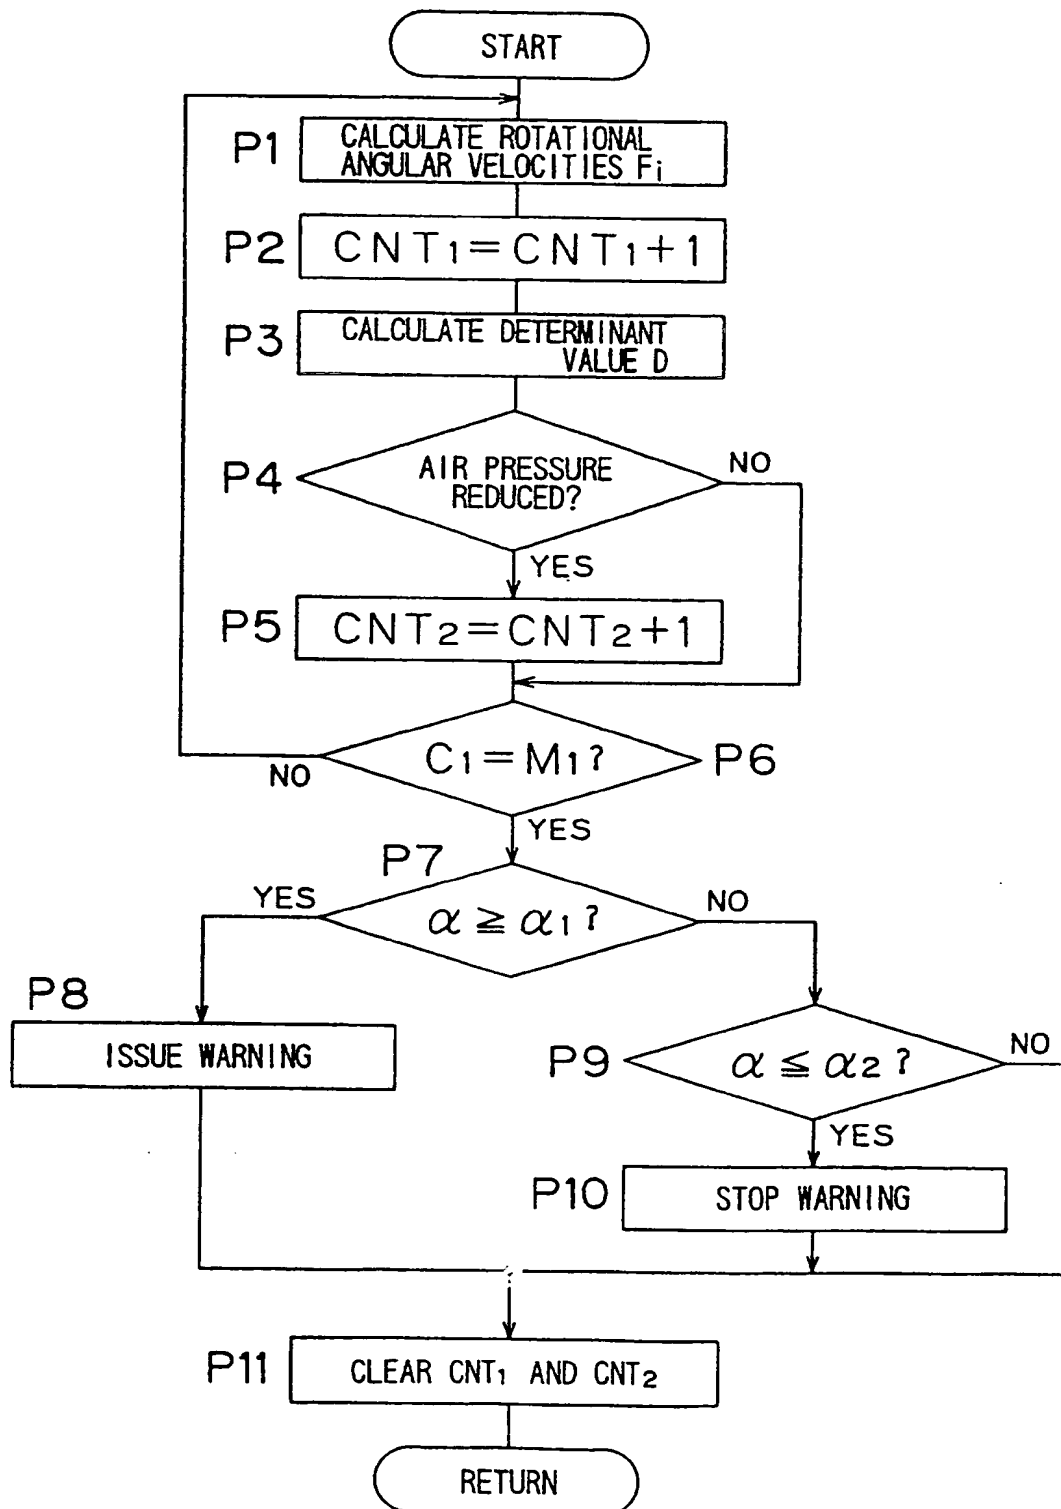 START
P1
CALCULATE ROTATIONAL
ANGULAR VELOCITIES Fi
P2
CNT1=CNT1+1
P3
CALCULATE DETERMINANT
VALUE D
P4
AIR PRESSURE
REDUCED?
NO
YES
P5
CNT2=CNT2+1
C1=M1?
P6
NO
YES
P7
YES
α≧α1?
NO
P8
ISSUE WARNING
P9
α≦α2?
NO
YES
P10
STOP WARNING
P11
CLEAR CNT1 AND CNT2
RETURN